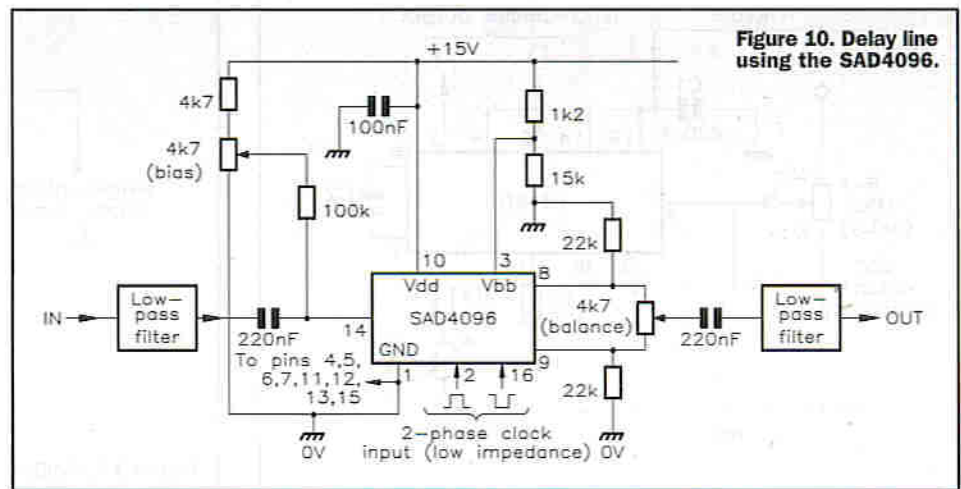 Figure 10. Delay line
using the SAD4096.
+15V
4k7
100nF
1k2
4k7
(bias)
15k
100k
22k
10
3
8
Vdd
Vbb
IN
Low-
pass
filter
220nF
14
SAD4096
4k7
(balance)
220nF
Low-
pass
filter
OUT
GND
9
To pins 4,5,
6,7,11,12,
13,15
1
2
16
22k
0V
2-phase clock
input (low impedance)
0V